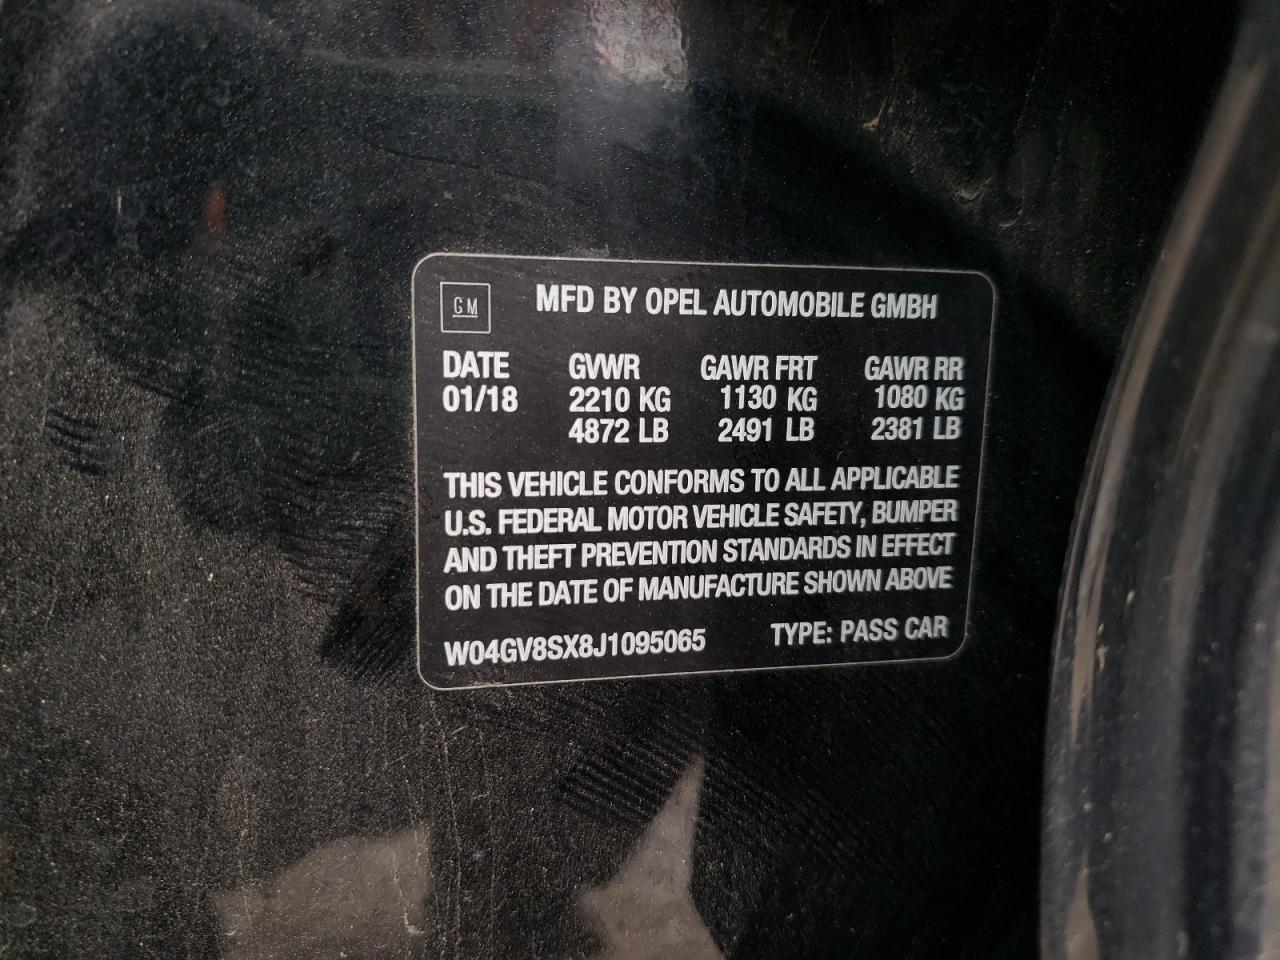 GM MFD BY OPEL AUTOMOBILE GMBH
DATE GVWR GAWR FRT GAWR RR
01/18 2210 KG 1130 KG 1080 KG
4872 LB 2491 LB 2381 LB
THIS VEHICLE CONFORMS TO ALL APPLICABLE
U.S. FEDERAL MOTOR VEHICLE SAFETY, BUMPER
AND THEFT PREVENTION STANDARDS IN EFFECT
ON THE DATE OF MANUFACTURE SHOWN ABOVE
W04GV8SX8J1095065 TYPE: PASS CAR